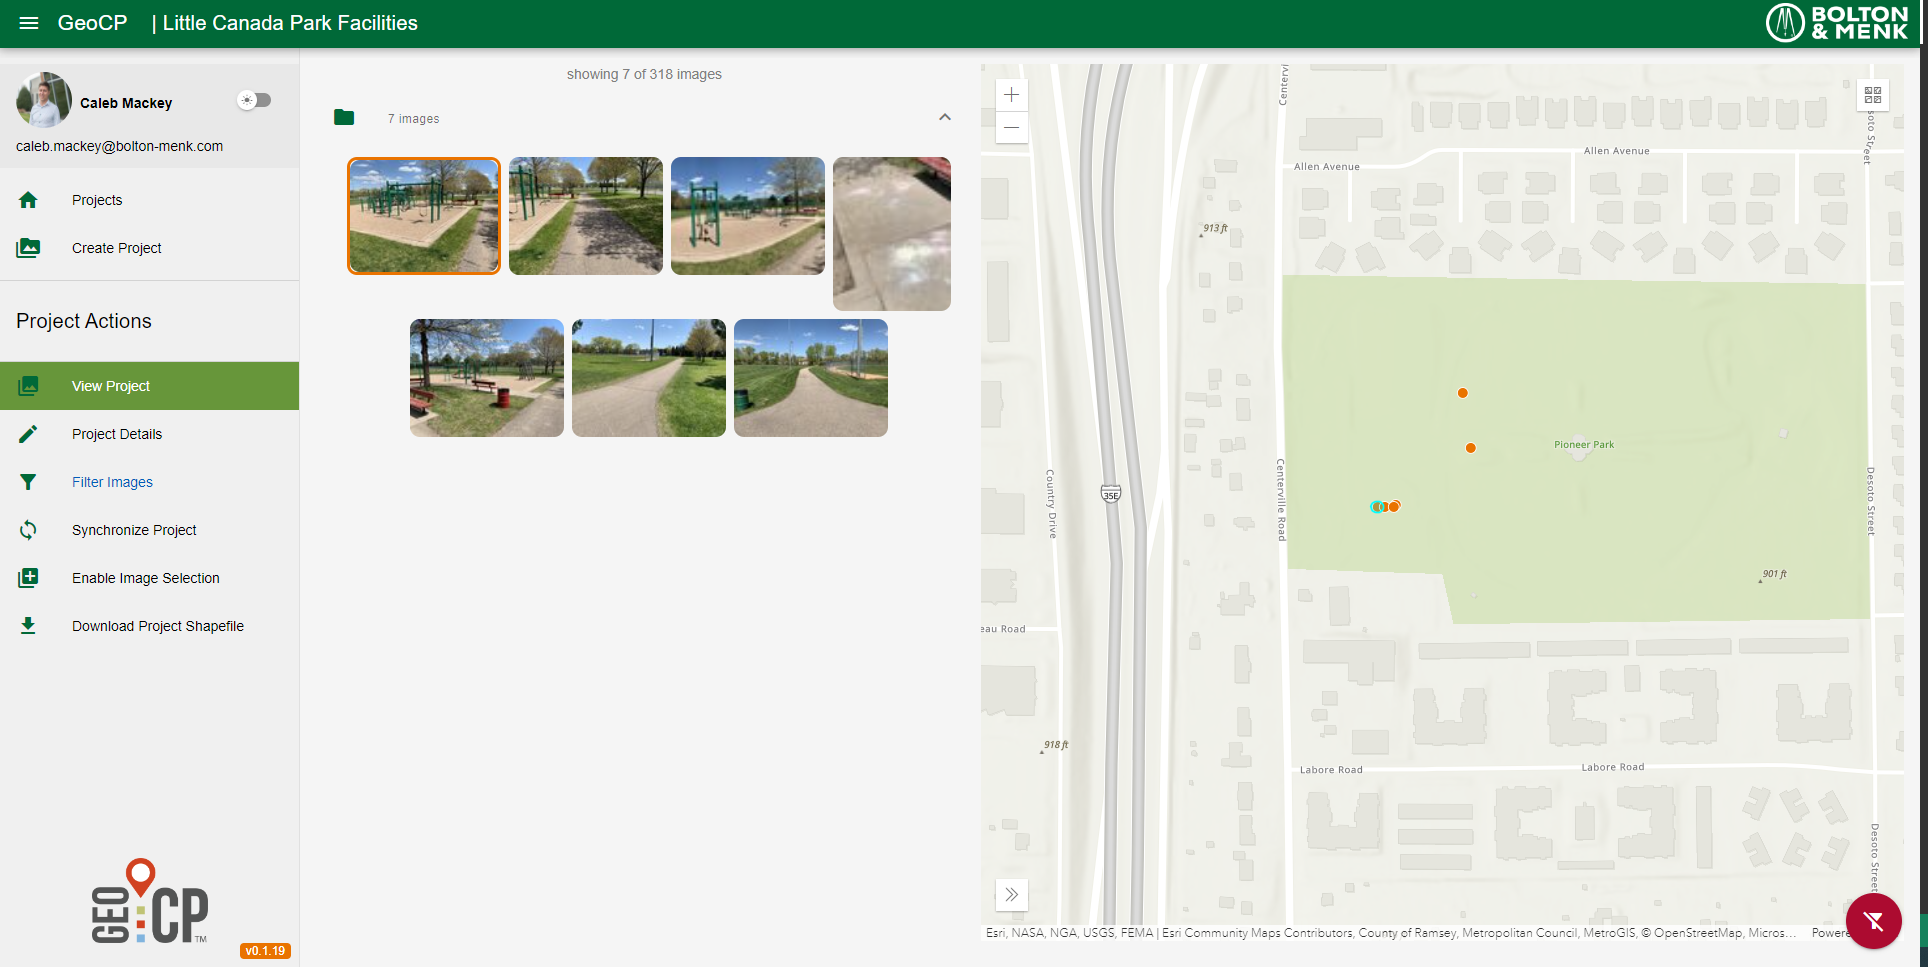 GeoCP | Little Canada Park Facilities
BOLTON
& MENK
Caleb Mackey
caleb.mackey@bolton-menk.com
Projects
Create Project
Project Actions
View Project
Project Details
Filter Images
Synchronize Project
Enable Image Selection
Download Project Shapefile
GEO CP TM
v0.1.19
showing 7 of 318 images
7 images
Centervi
Allen Avenue
Allen Avenue
soto Street
913 ft
Pioneer Park
35E
Country Drive
Centerville Road
Desoto Street
901 ft
eau Road
918 ft
Labore Road
Labore Road
Desoto Street
Esri, NASA, NGA, USGS, FEMA | Esri Community Maps Contributors, County of Ramsey, Metropolitan Council, MetroGIS, © OpenStreetMap, Micros... Powere